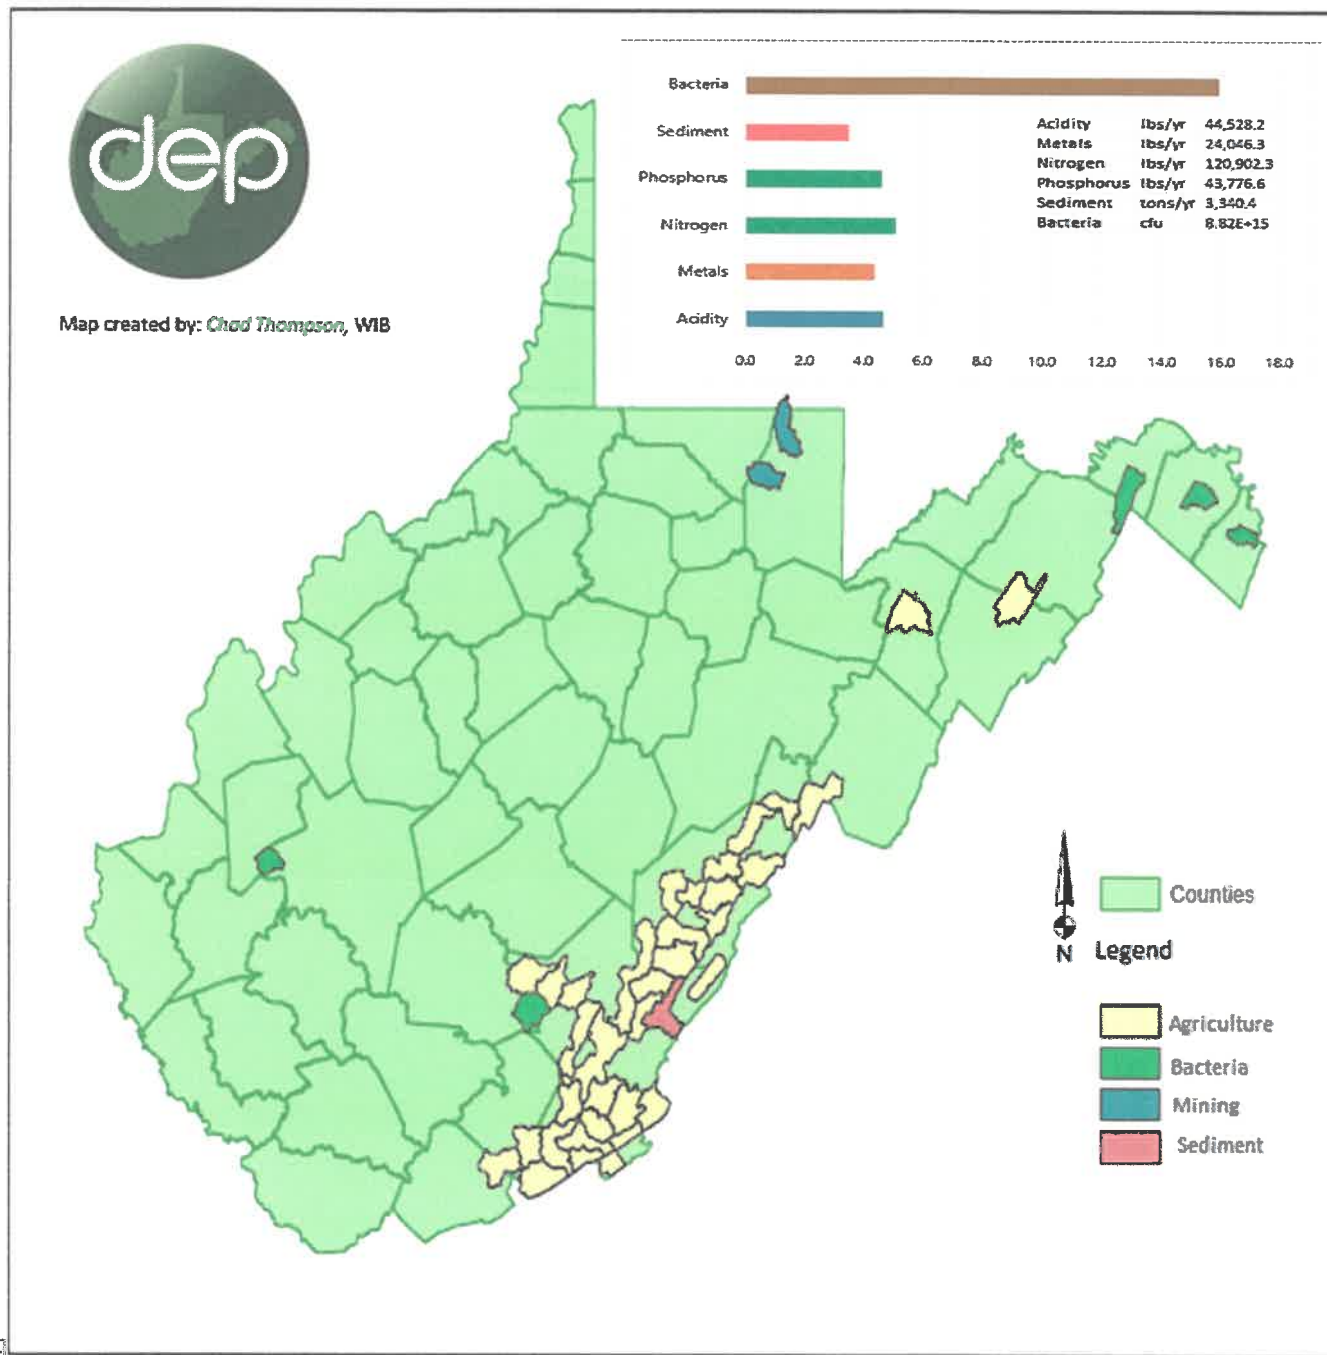 dep
Map created by: Chad Thompson, WIB
Bacteria
Sediment
Phosphorus
Nitrogen
Metals
Acidity
0.0 2.0 4.0 6.0 8.0 10.0 12.0 14.0 16.0 18.0
Acidity lbs/yr 44,528.2
Metals lbs/yr 24,046.3
Nitrogen lbs/yr 120,902.3
Phosphorus lbs/yr 43,776.6
Sediment tons/yr 3,340.4
Bacteria cfu 8.82E+15
Counties
N Legend
Agriculture
Bacteria
Mining
Sediment